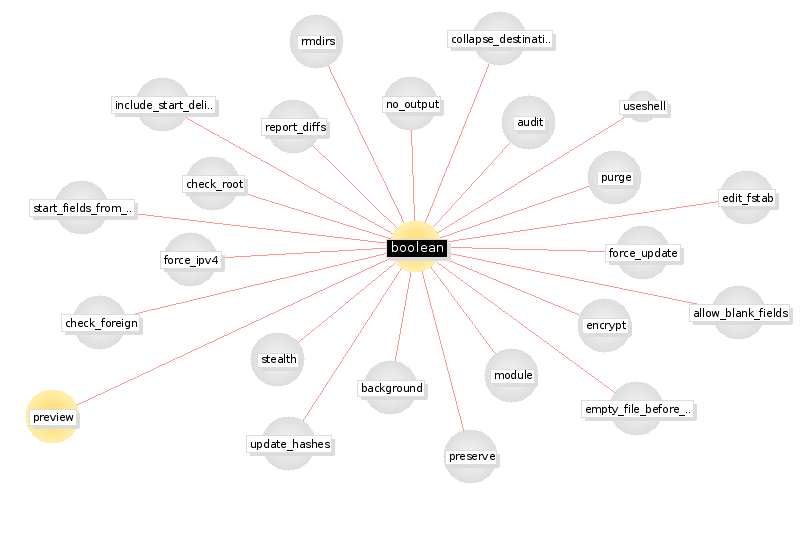 rmdirs
collapse_destinati..
include_start_deli..
no_output
useshell
report_diffs
audit
check_root
purge
edit_fstab
start_fields_from_..
boolean
force_ipv4
force_update
check_foreign
allow_blank_fields
encrypt
stealth
module
background
preview
empty_file_before_..
update_hashes
preserve